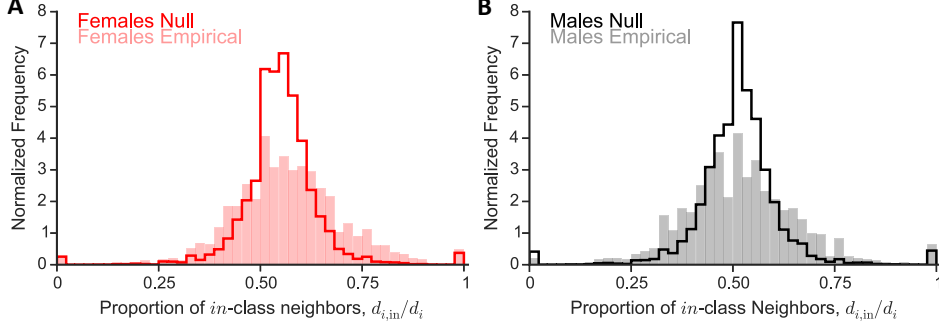 A
Females Null
Females Empirical
Normalized Frequency
8
7
6
5
4
3
2
1
0
0
0.25
0.50
0.75
1
Proportion of in-class neighbors, d_{i,in}/d_i
B
Males Null
Males Empirical
Normalized Frequency
8
7
6
5
4
3
2
1
0
0
0.25
0.50
0.75
1
Proportion of in-class Neighbors, d_{i,in}/d_i